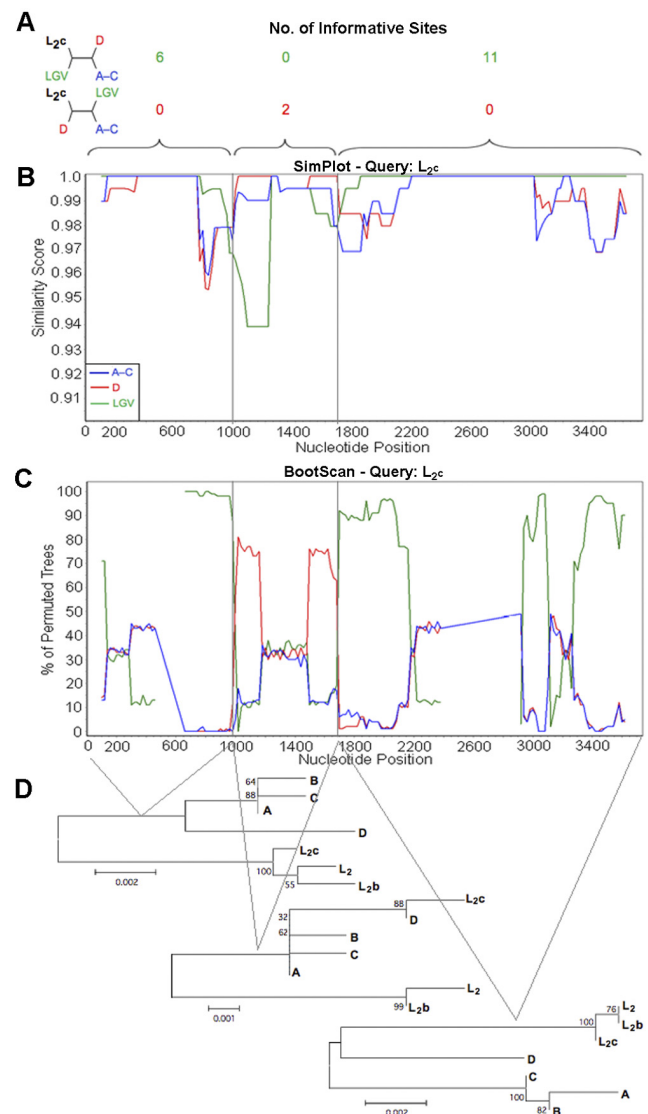 A
No. of Informative Sites
L2c D
6 0 11
LGV A–C
L2c LGV
0 2 0
D A–C
B
SimPlot - Query: L2c
1.0
0.99
0.98
0.97
0.96
0.95
0.94
0.93
0.92
0.91
Similarity Score
A–C
D
LGV
0 200 600 1000 1400 1800 2200 2600 3000 3400
Nucleotide Position
C
BootScan - Query: L2c
100
90
80
70
60
50
40
30
20
10
0
% of Permuted Trees
0 200 600 1000 1400 1800 2200 2600 3000 3400
Nucleotide Position
D
64 B
88 C
A
D
L2c
100 L2
55 L2b
0.002
88 L2c
32 D
62 B
C
A
L2
99 L2b
0.001
76 L2
100 L2b
L2c
D
C
100 A
82 B
0.002